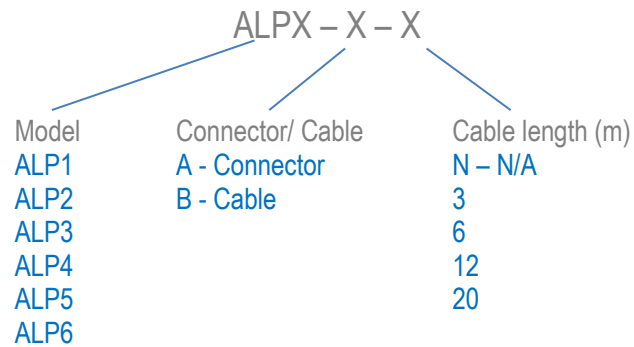 ALPX – X – X
Model Connector/ Cable Cable length (m)
ALP1 A - Connector N – N/A
ALP2 B - Cable 3
ALP3 6
ALP4 12
ALP5 20
ALP6